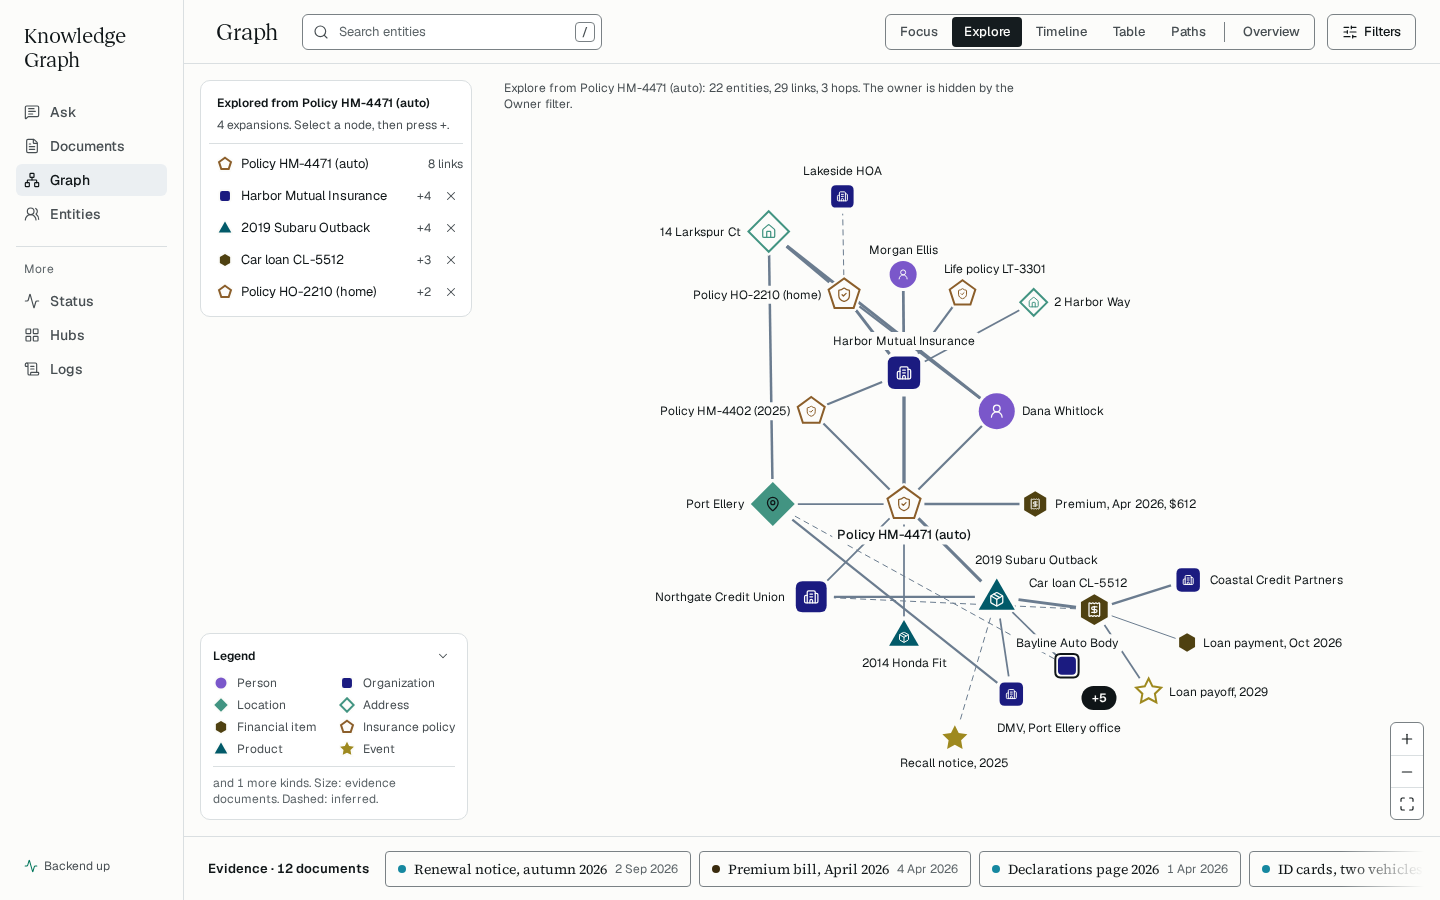 Knowledge
Graph
Ask
Documents
Graph
Entities
More
Status
Hubs
Logs
Backend up
Graph
Search entities
/
Focus
Explore
Timeline
Table
Paths
Overview
Filters
Explored from Policy HM-4471 (auto)
4 expansions. Select a node, then press +.
Policy HM-4471 (auto) 8 links
Harbor Mutual Insurance +4
2019 Subaru Outback +4
Car loan CL-5512 +3
Policy HO-2210 (home) +2
Explore from Policy HM-4471 (auto): 22 entities, 29 links, 3 hops. The owner is hidden by the
Owner filter.
Lakeside HOA
14 Larkspur Ct
Morgan Ellis
Life policy LT-3301
Policy HO-2210 (home)
2 Harbor Way
Harbor Mutual Insurance
Policy HM-4402 (2025)
Dana Whitlock
Port Ellery
Premium, Apr 2026, $612
Policy HM-4471 (auto)
2019 Subaru Outback
Car loan CL-5512
Coastal Credit Partners
Northgate Credit Union
Bayline Auto Body
Loan payment, Oct 2026
2014 Honda Fit
Loan payoff, 2029
+5
DMV, Port Ellery office
Recall notice, 2025
Legend
Person
Organization
Location
Address
Financial item
Insurance policy
Product
Event
and 1 more kinds. Size: evidence
documents. Dashed: inferred.
Evidence · 12 documents
Renewal notice, autumn 2026 2 Sep 2026
Premium bill, April 2026 4 Apr 2026
Declarations page 2026 1 Apr 2026
ID cards, two vehicles